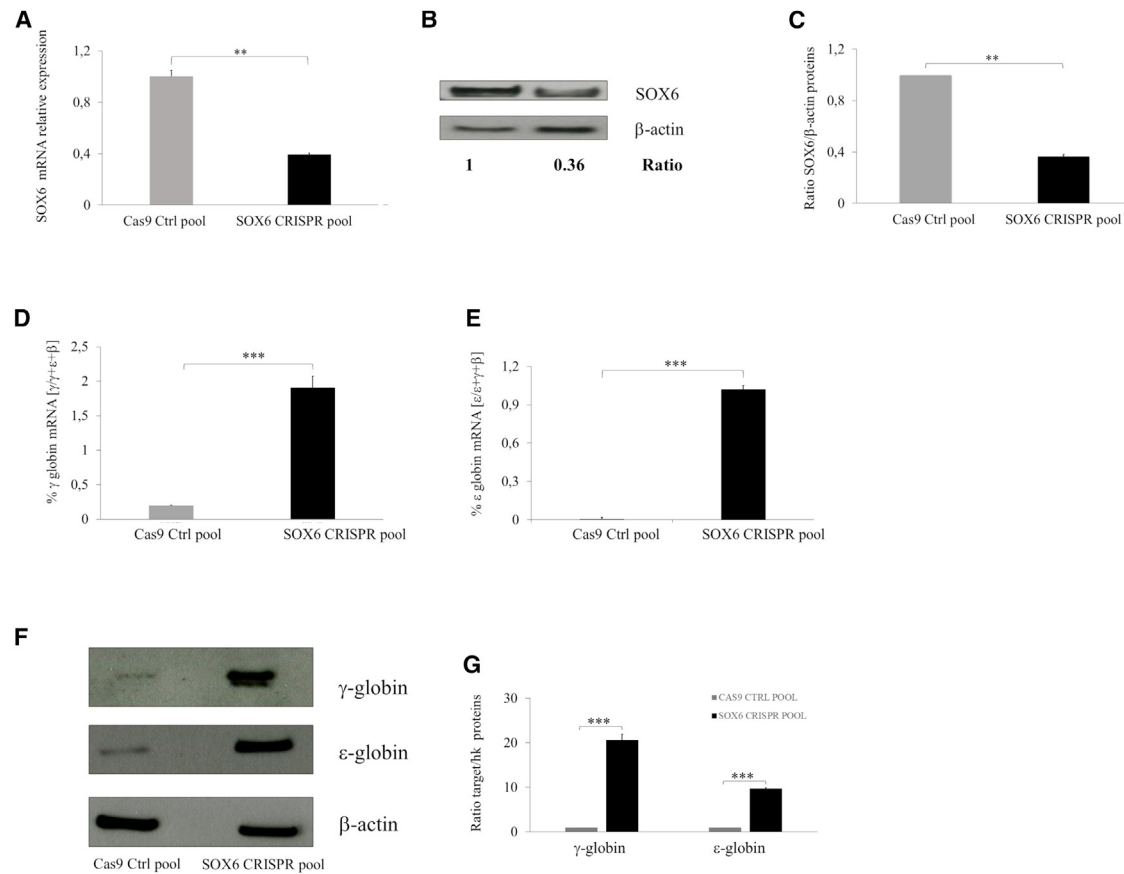 A
SOX6 mRNA relative expression
1,2
0,8
0,4
0
**
Cas9 Ctrl pool
SOX6 CRISPR pool
B
SOX6
β-actin
1 0.36 Ratio
C
Ratio SOX6/β-actin proteins
1,2
0,8
0,4
0
**
Cas9 Ctrl pool
SOX6 CRISPR pool
D
% γ globin mRNA [γ/γ+ε+β]
2,5
2
1,5
1
0,5
0
***
Cas9 Ctrl pool
SOX6 CRISPR pool
E
% ε globin mRNA [ε/ε+γ+β]
1,2
0,9
0,6
0,3
0
***
Cas9 Ctrl pool
SOX6 CRISPR pool
F
γ-globin
ε-globin
β-actin
Cas9 Ctrl pool
SOX6 CRISPR pool
G
Ratio target/hk proteins
30
20
10
0
CAS9 CTRL POOL
SOX6 CRISPR POOL
***
***
γ-globin
ε-globin